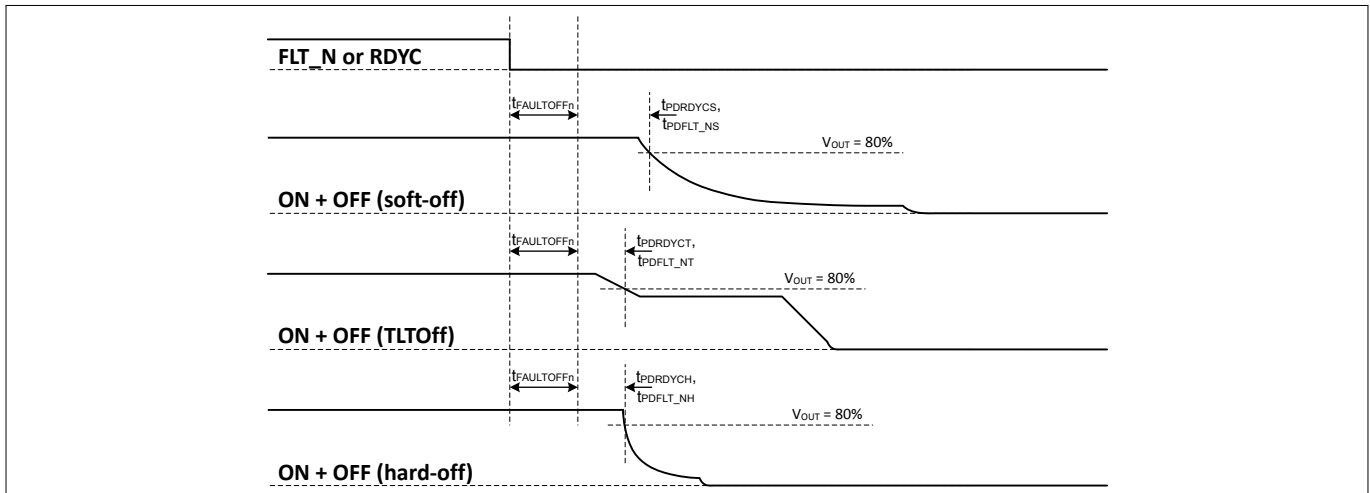 FLT_N or RDYC
tFAULTOFFn
tPDRDYCS,
tPDFLT_NS
VOUT = 80%
ON + OFF (soft-off)
tFAULTOFFn
tPDRDYCT,
tPDFLT_NT
VOUT = 80%
ON + OFF (TLTOff)
tFAULTOFFn
tPDRDYCH,
tPDFLT_NH
VOUT = 80%
ON + OFF (hard-off)